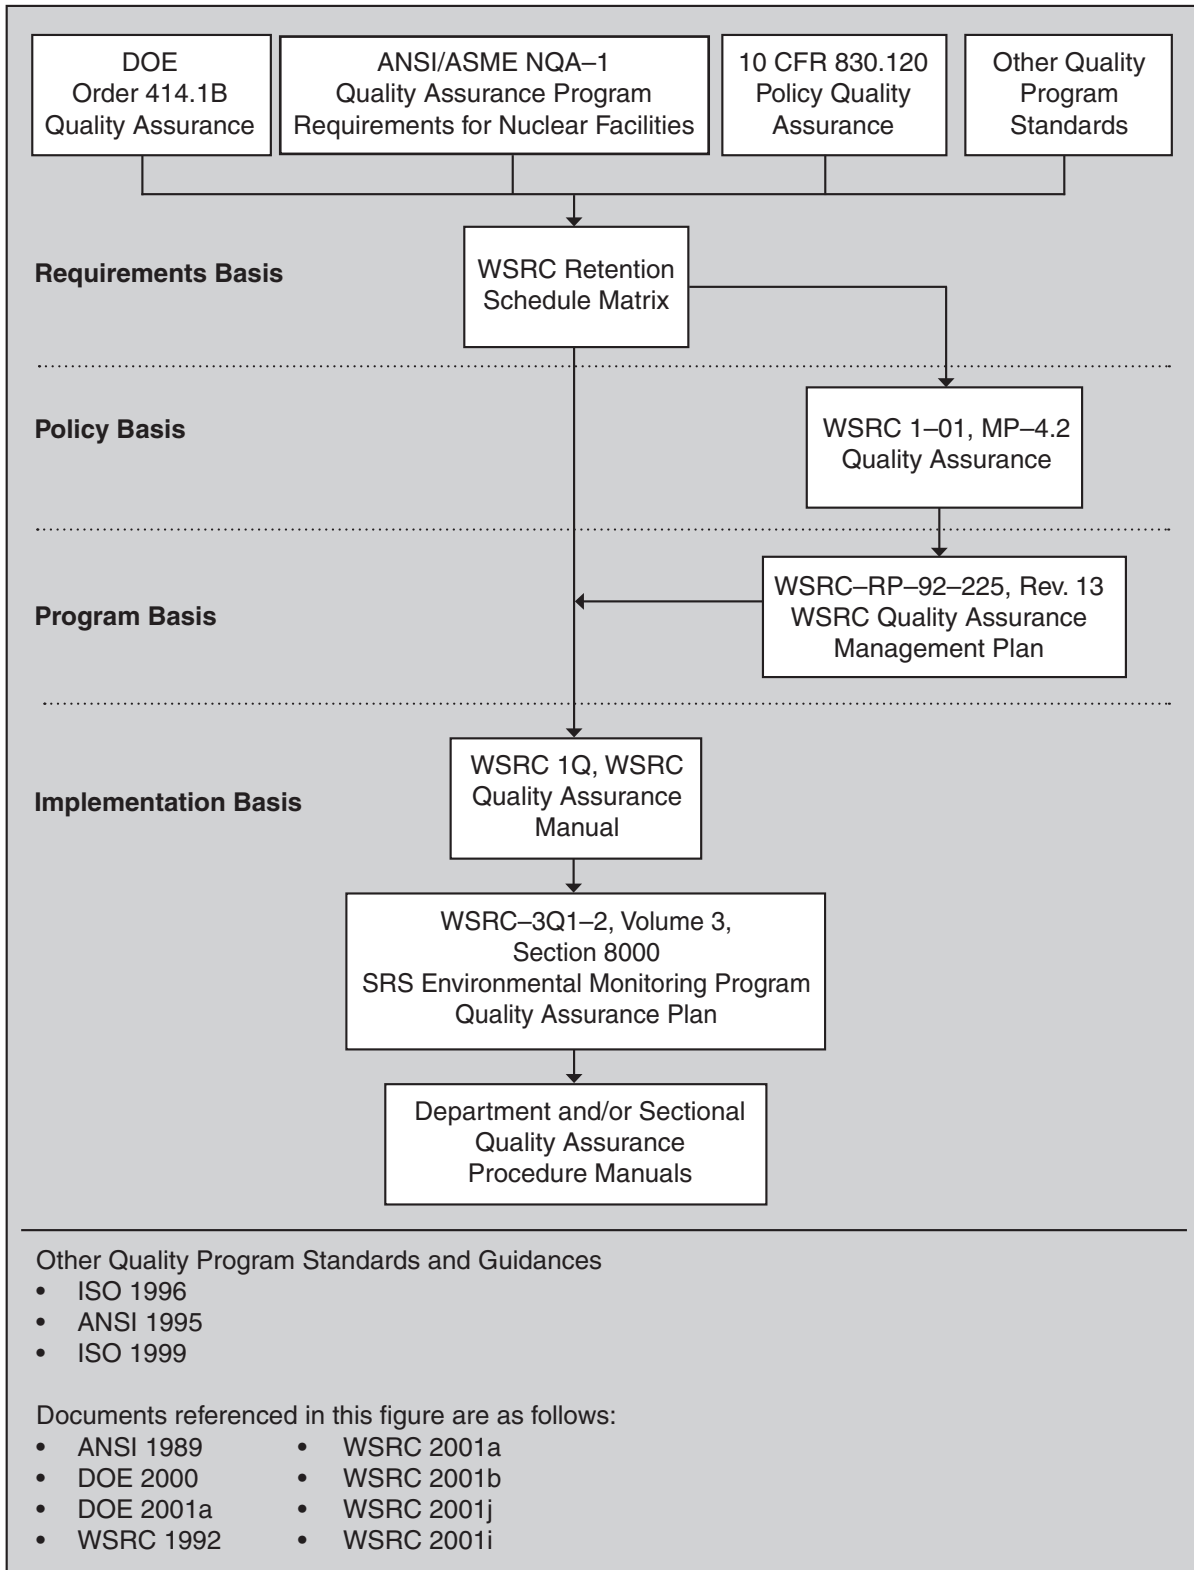 DOE
Order 414.1B
Quality Assurance
ANSI/ASME NQA–1
Quality Assurance Program
Requirements for Nuclear Facilities
10 CFR 830.120
Policy Quality
Assurance
Other Quality
Program
Standards
Requirements Basis
WSRC Retention
Schedule Matrix
Policy Basis
WSRC 1–01, MP–4.2
Quality Assurance
Program Basis
WSRC–RP–92–225, Rev. 13
WSRC Quality Assurance
Management Plan
Implementation Basis
WSRC 1Q, WSRC
Quality Assurance
Manual
WSRC–3Q1–2, Volume 3,
Section 8000
SRS Environmental Monitoring Program
Quality Assurance Plan
Department and/or Sectional
Quality Assurance
Procedure Manuals
Other Quality Program Standards and Guidances
• ISO 1996
• ANSI 1995
• ISO 1999
Documents referenced in this figure are as follows:
• ANSI 1989
• DOE 2000
• DOE 2001a
• WSRC 1992
• WSRC 2001a
• WSRC 2001b
• WSRC 2001j
• WSRC 2001i